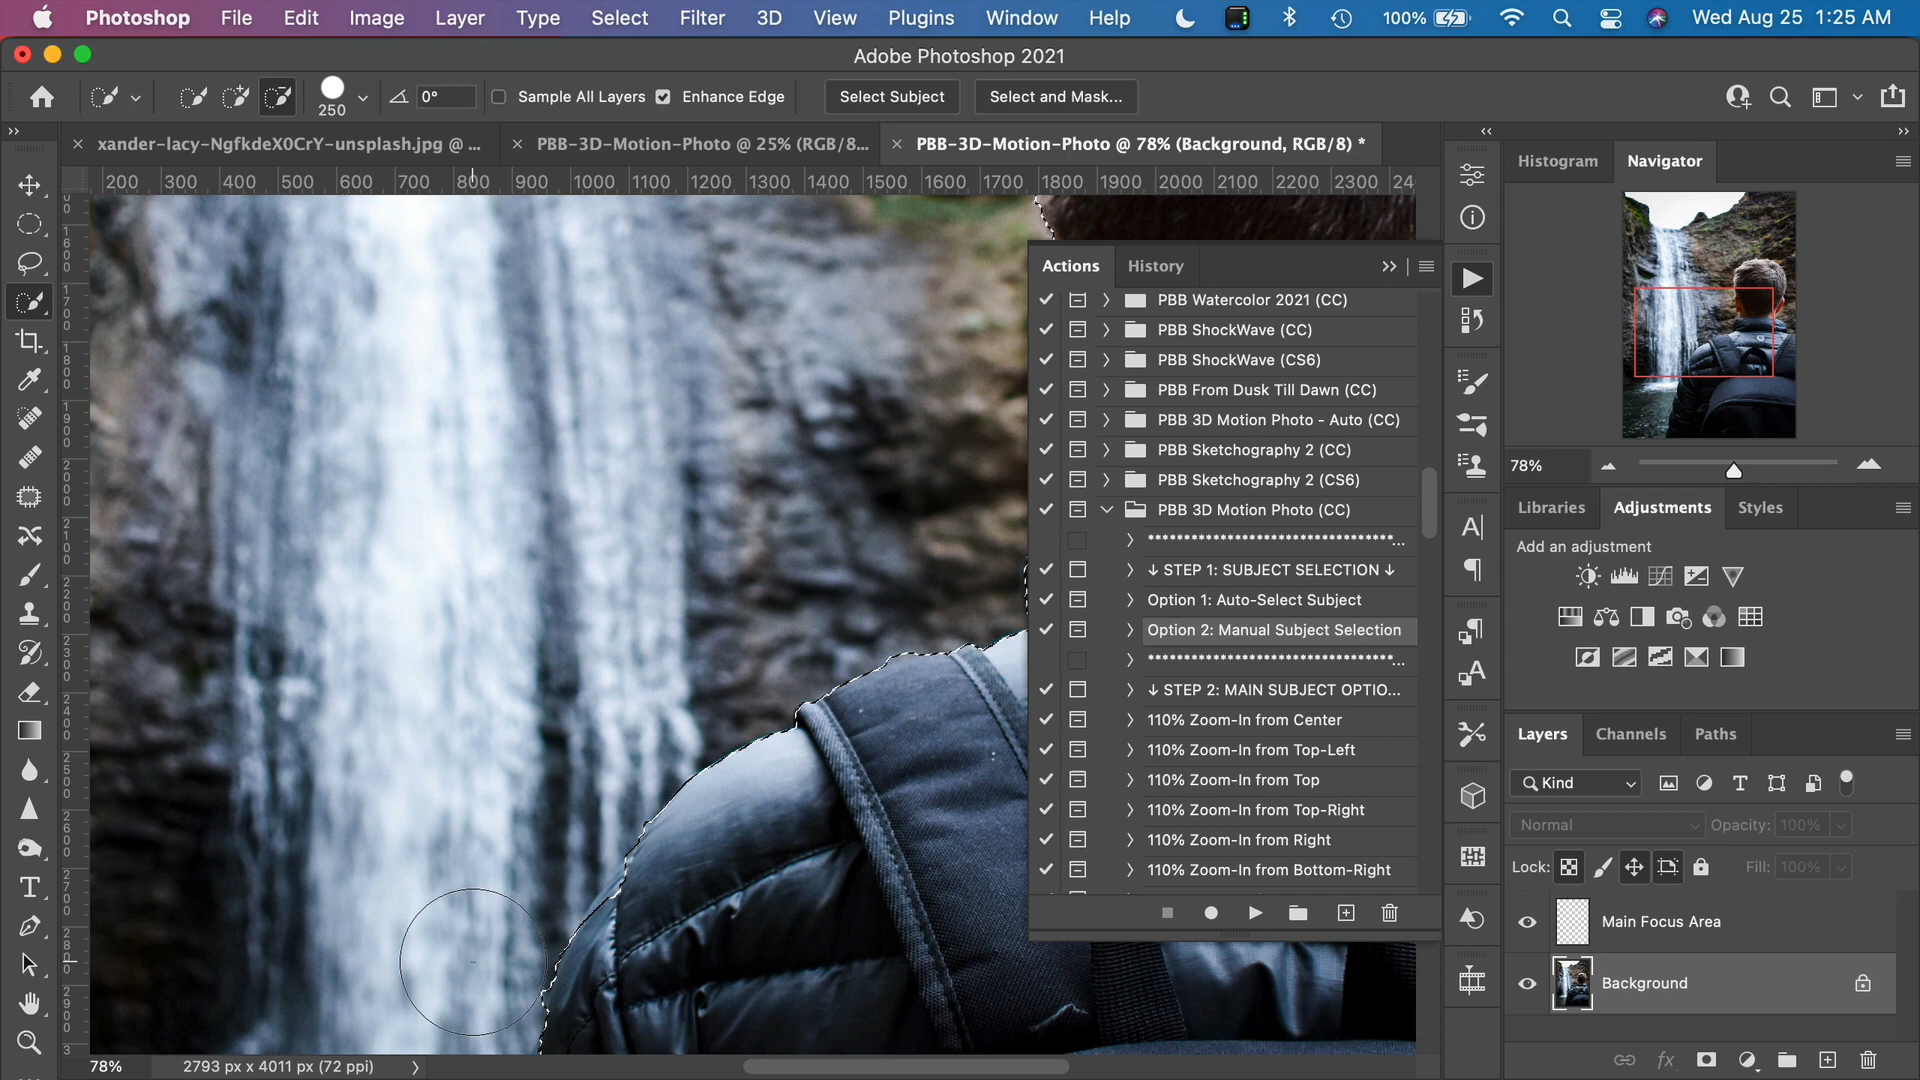 Photoshop File Edit Image Layer Type Select Filter 3D View Plugins Window Help 100% Wed Aug 25 1:25 AM
Adobe Photoshop 2021
250 0° Sample All Layers Enhance Edge Select Subject Select and Mask...
xander-lacy-NgfkdeX0CrY-unsplash.jpg @ ... PBB-3D-Motion-Photo @ 25% (RGB/8... PBB-3D-Motion-Photo @ 78% (Background, RGB/8) *
200 300 400 500 600 700 800 900 1000 1100 1200 1300 1400 1500 1600 1700 1800 1900 2000 2100 2200 2300 24
Histogram Navigator
78%
Actions History
PBB Watercolor 2021 (CC)
PBB ShockWave (CC)
PBB ShockWave (CS6)
PBB From Dusk Till Dawn (CC)
PBB 3D Motion Photo - Auto (CC)
PBB Sketchography 2 (CC)
PBB Sketchography 2 (CS6)
PBB 3D Motion Photo (CC)
**********************************...
↓ STEP 1: SUBJECT SELECTION ↓
Option 1: Auto-Select Subject
Option 2: Manual Subject Selection
**********************************...
↓ STEP 2: MAIN SUBJECT OPTIO...
110% Zoom-In from Center
110% Zoom-In from Top-Left
110% Zoom-In from Top
110% Zoom-In from Top-Right
110% Zoom-In from Right
110% Zoom-In from Bottom-Right
Libraries Adjustments Styles
Add an adjustment
Layers Channels Paths
Kind
Normal Opacity: 100%
Lock: Fill: 100%
Main Focus Area
Background
78% 2793 px x 4011 px (72 ppi)